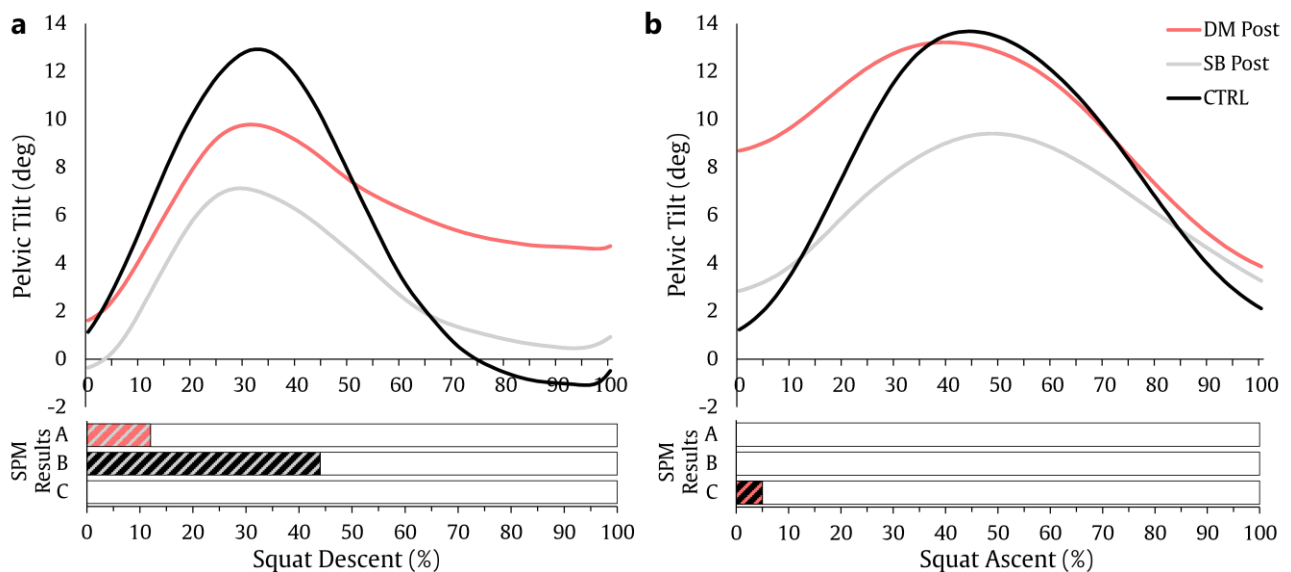 a
Pelvic Tilt (deg)
14
12
10
8
6
4
2
0
-2
0 10 20 30 40 50 60 70 80 90 100
SPM Results
A
B
C
0 10 20 30 40 50 60 70 80 90 100
Squat Descent (%)
b
Pelvic Tilt (deg)
14
12
10
8
6
4
2
0
-2
0 10 20 30 40 50 60 70 80 90 100
DM Post
SB Post
CTRL
SPM Results
A
B
C
0 10 20 30 40 50 60 70 80 90 100
Squat Ascent (%)